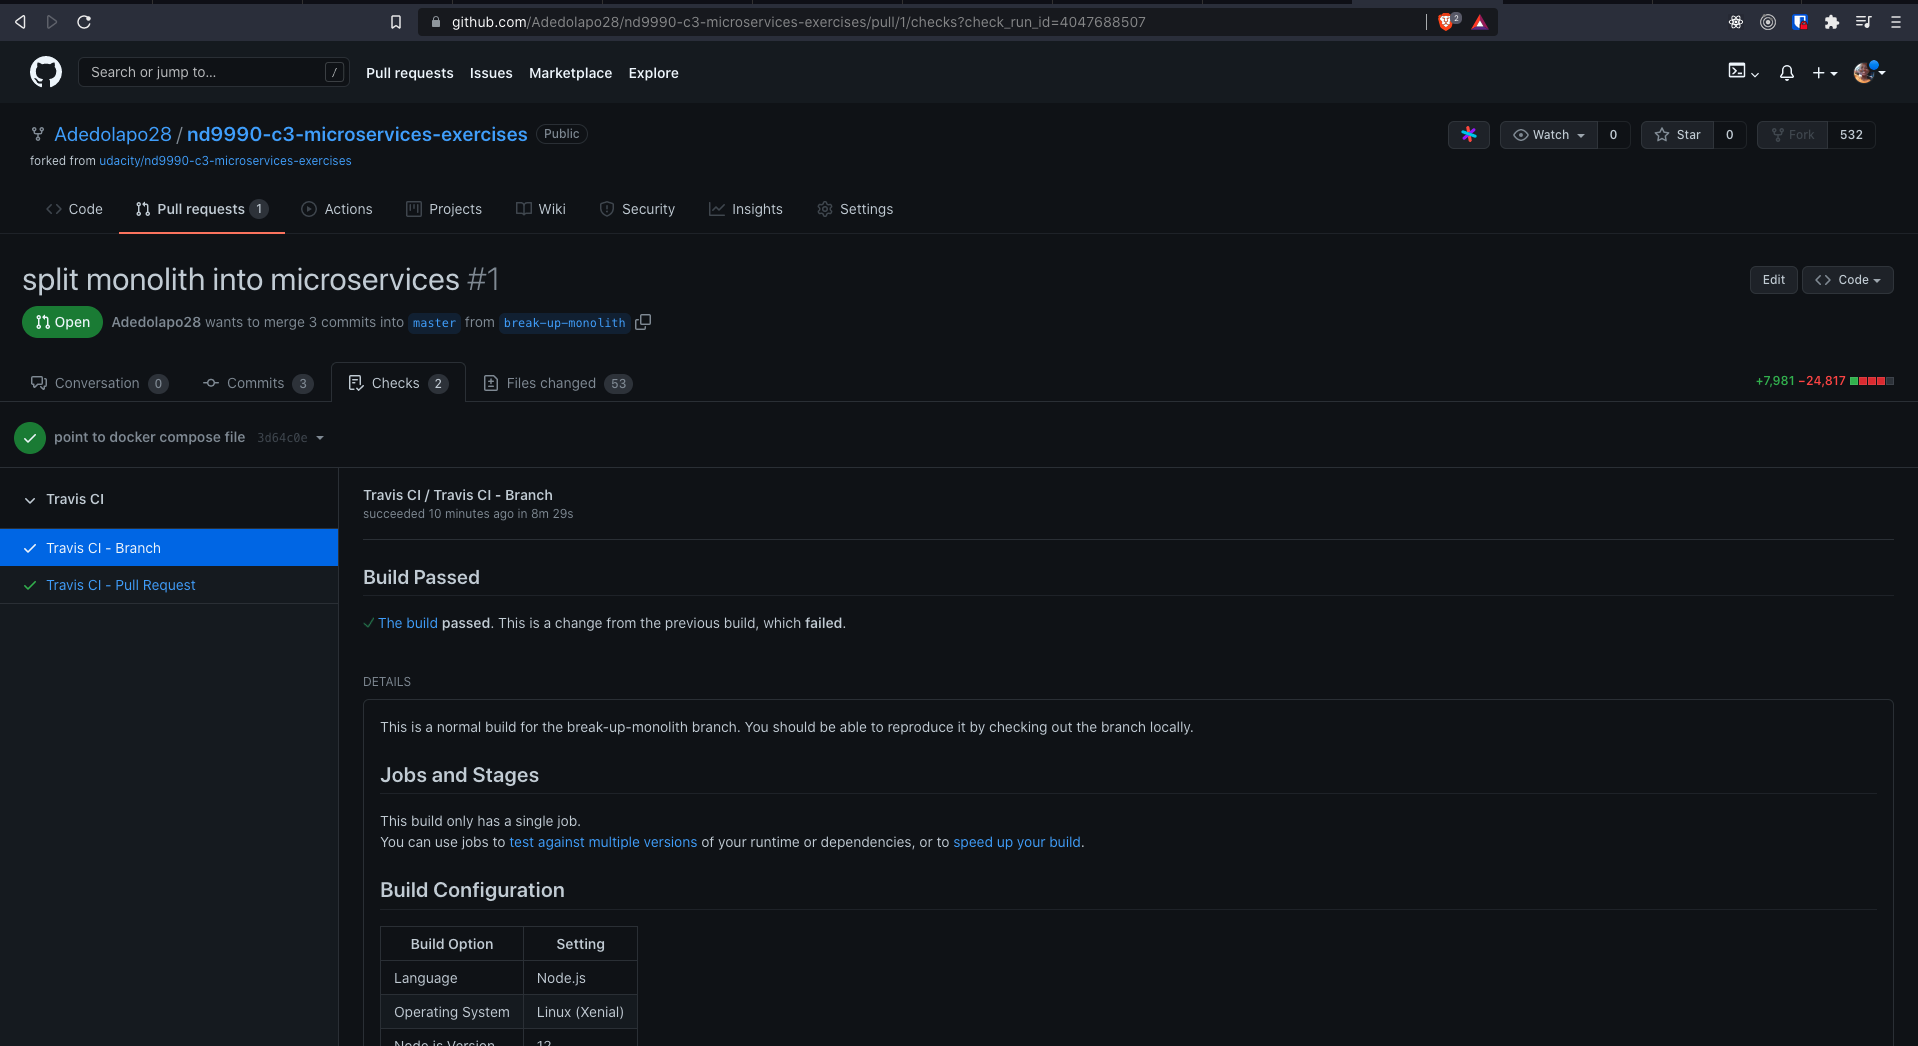 github.com/Adedolapo28/nd9990-c3-microservices-exercises/pull/1/checks?check_run_id=4047688507
2
Search or jump to…
/
Pull requests
Issues
Marketplace
Explore
Adedolapo28 / nd9990-c3-microservices-exercises
Public
Watch
0
Star
0
Fork
532
forked from udacity/nd9990-c3-microservices-exercises
Code
Pull requests 1
Actions
Projects
Wiki
Security
Insights
Settings
split monolith into microservices #1
Edit
Code
Open
Adedolapo28 wants to merge 3 commits into master from break-up-monolith
Conversation 0
Commits 3
Checks 2
Files changed 53
+7,981 −24,817
point to docker compose file 3d64c0e
Travis CI
Travis CI - Branch
Travis CI - Pull Request
Travis CI / Travis CI - Branch
succeeded 10 minutes ago in 8m 29s
Build Passed
The build passed. This is a change from the previous build, which failed.
DETAILS
This is a normal build for the break-up-monolith branch. You should be able to reproduce it by checking out the branch locally.
Jobs and Stages
This build only has a single job.
You can use jobs to test against multiple versions of your runtime or dependencies, or to speed up your build.
Build Configuration
Build Option Setting
Language Node.js
Operating System Linux (Xenial)
Node.js Version 12